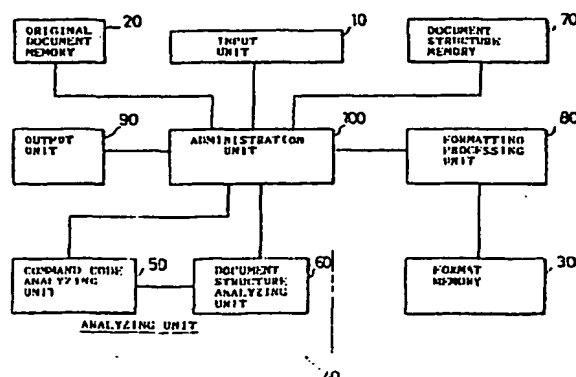 20
ORIGINAL
DOCUMENT
MEMORY
10
INPUT
UNIT
70
DOCUMENT
STRUCTURE
MEMORY
90
OUTPUT
UNIT
100
ADMINISTRATION
UNIT
80
FORMATTING
PROCESSING
UNIT
50
COMMAND CODE
ANALYZING
UNIT
60
DOCUMENT
STRUCTURE
ANALYZING
UNIT
30
FORMAT
MEMORY
ANALYZING UNIT
40